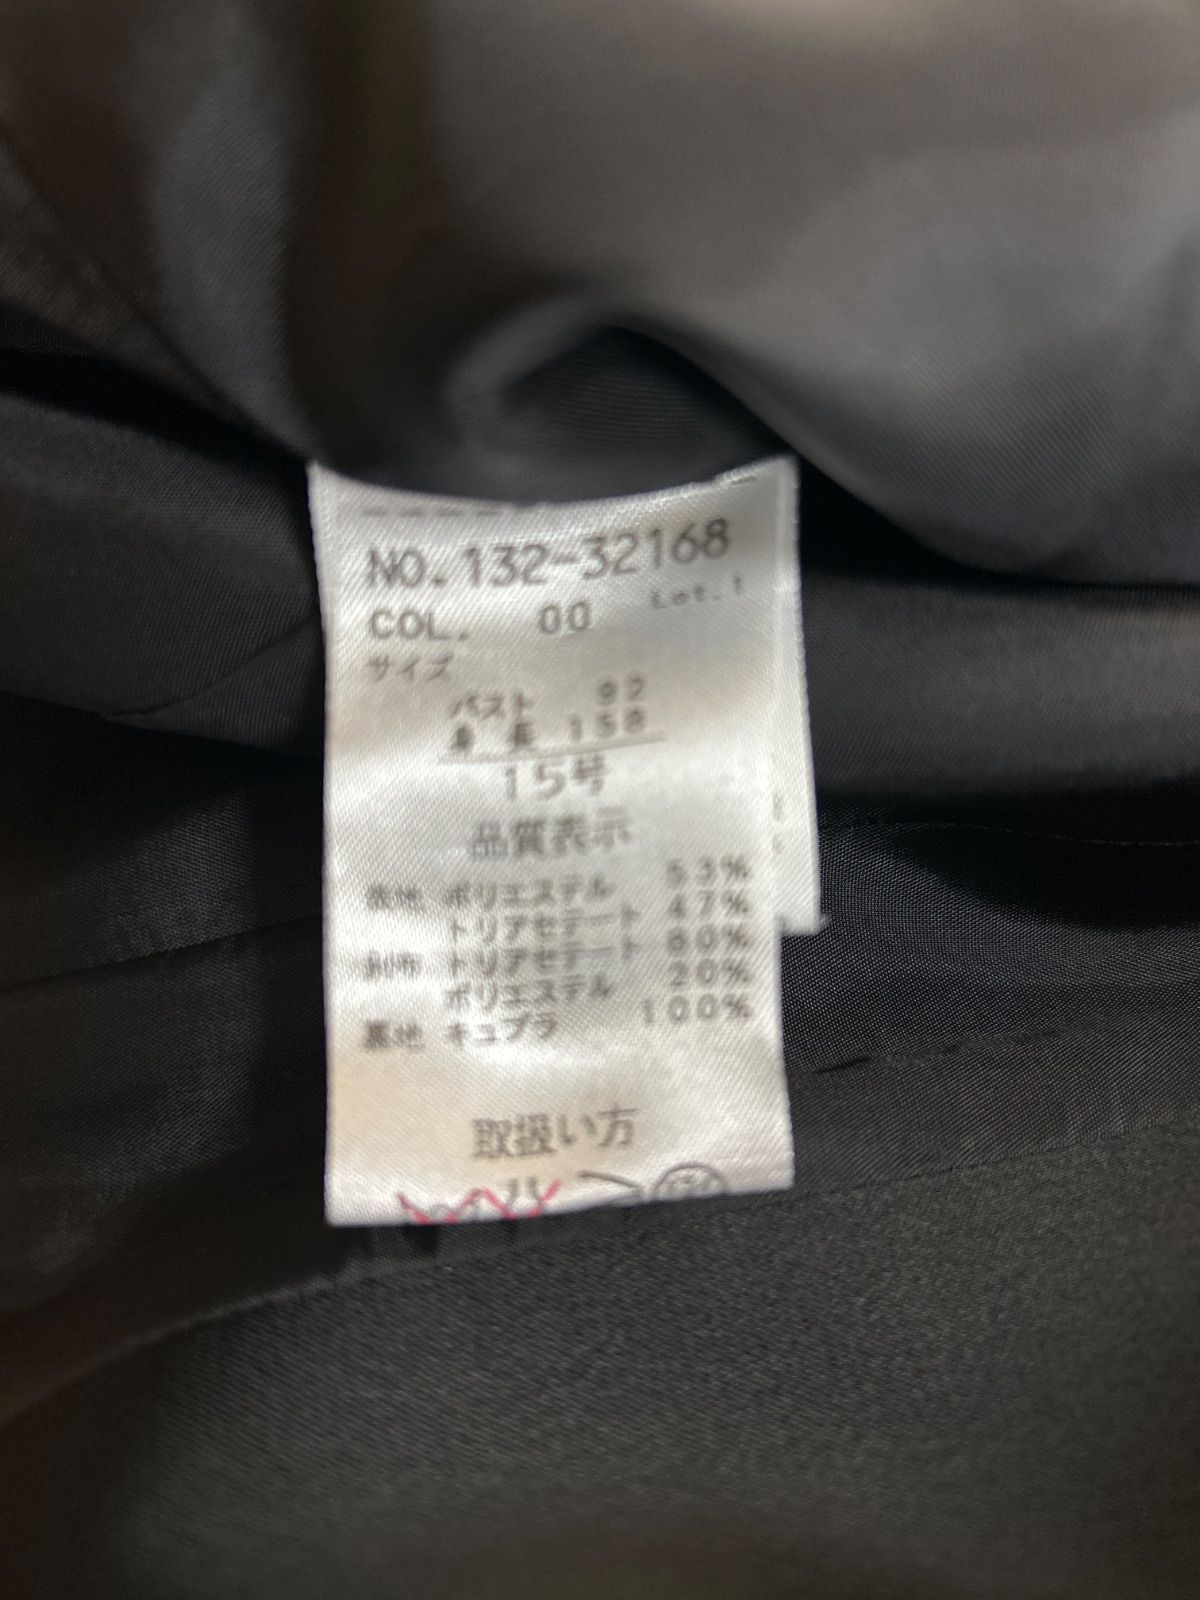 NO.132-32168
COL. 00 Lot.1
サイズ
バスト 92
身長 158
15号
品質表示
表地 ポリエステル 53%
トリアセテート 47%
別布 トリアセテート 80%
ポリエステル 20%
裏地 キュプラ 100%
取扱い方